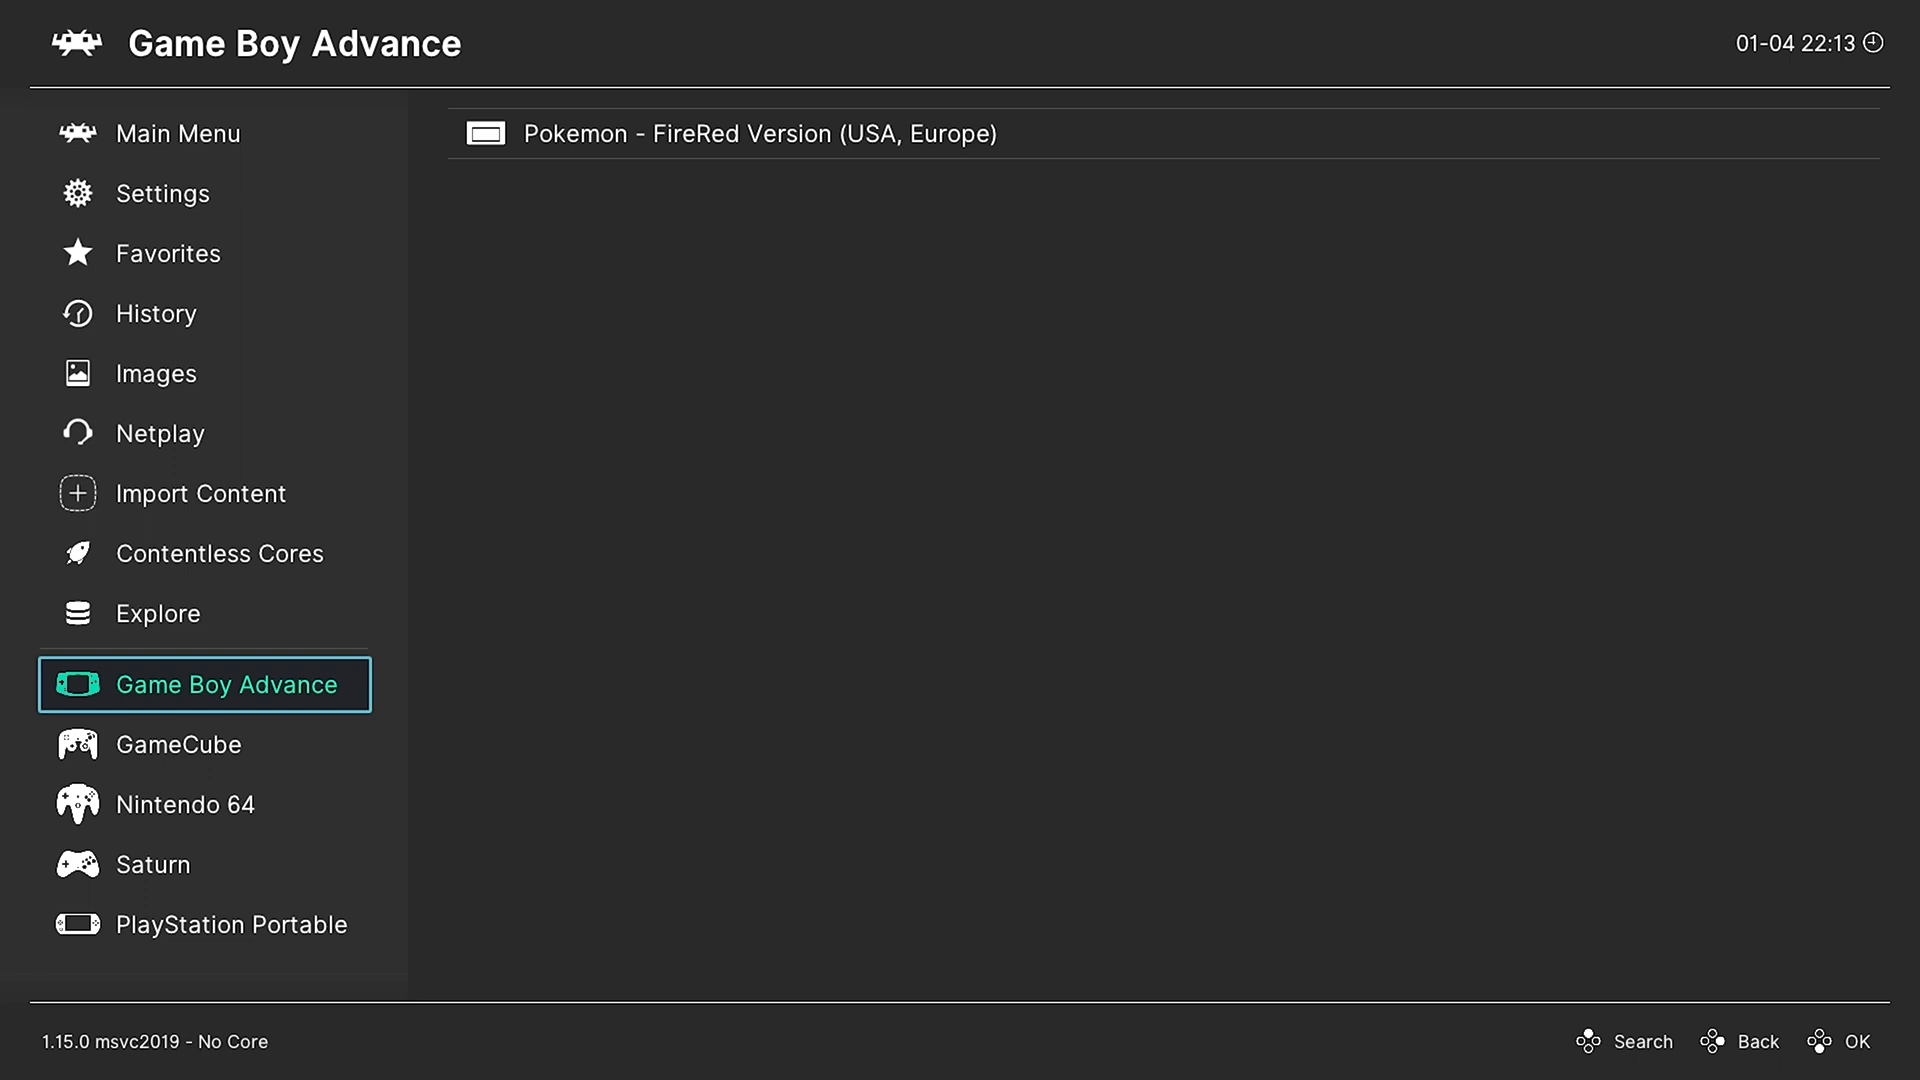 Game Boy Advance
01-04 22:13
Main Menu
Settings
Favorites
History
Images
Netplay
Import Content
Contentless Cores
Explore
Game Boy Advance
GameCube
Nintendo 64
Saturn
PlayStation Portable
Pokemon - FireRed Version (USA, Europe)
1.15.0 msvc2019 - No Core
Search
Back
OK